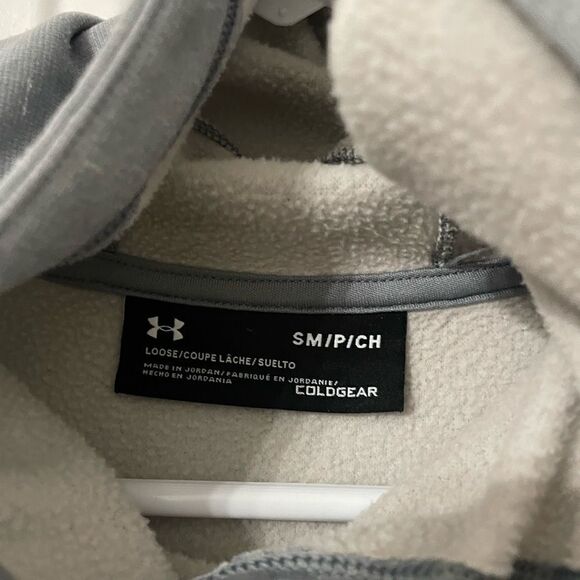 SM/P/CH
LOOSE/COUPE LÂCHE/SUELTO
MADE IN JORDAN/FABRIQUÉ EN JORDANIE/
HECHO EN JORDANIA
COLDGEAR